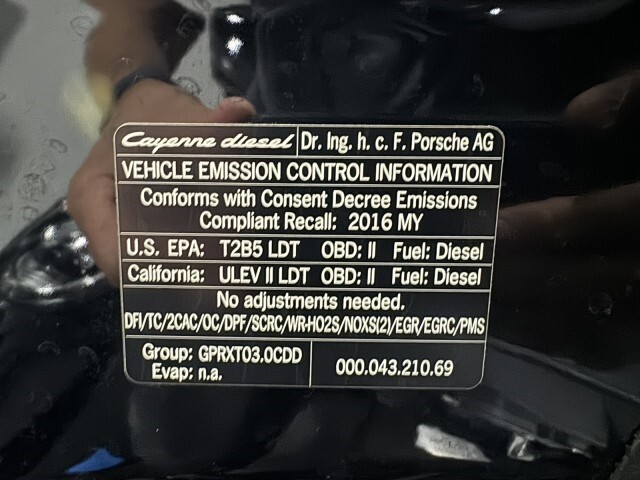 Cayenne diesel Dr. Ing. h. c. F. Porsche AG
VEHICLE EMISSION CONTROL INFORMATION
Conforms with Consent Decree Emissions
Compliant Recall: 2016 MY
U.S. EPA: T2B5 LDT OBD: II Fuel: Diesel
California: ULEV II LDT OBD: II Fuel: Diesel
No adjustments needed.
DFI/TC/2CAC/OC/DPF/SCRC/WR-HO2S/NOXS(2)/EGR/EGRC/PMS
Group: GPRXT03.0CDD
Evap: n.a.
000.043.210.69